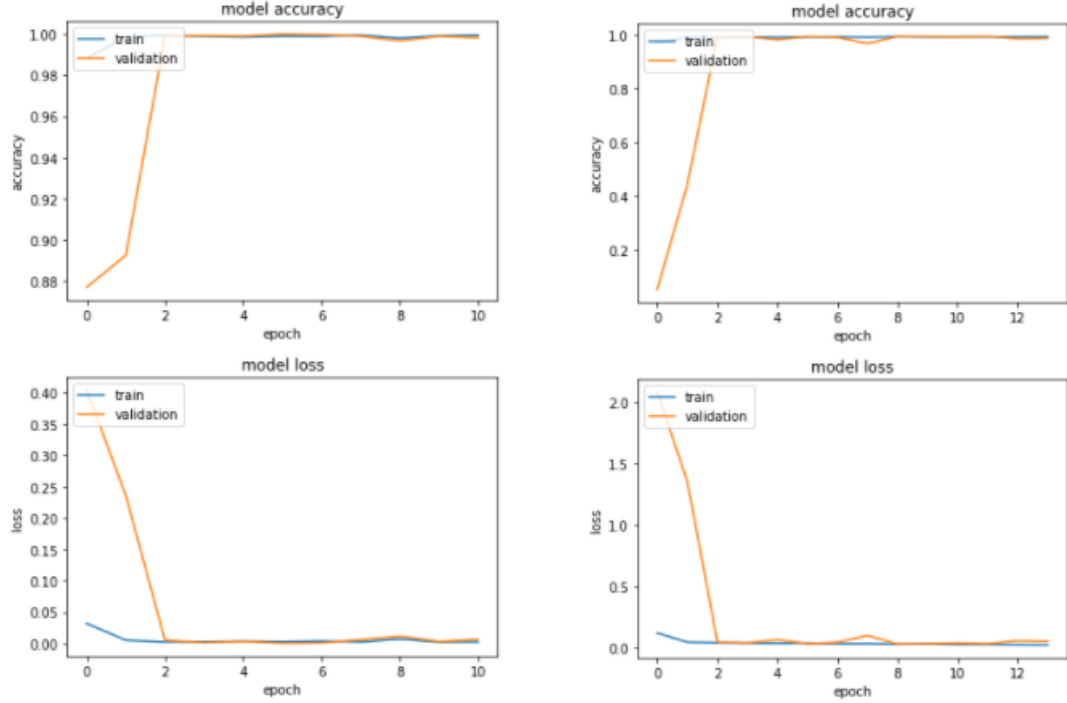 model accuracy
train
validation
1.00
0.98
0.96
0.94
0.92
0.90
0.88
accuracy
0 2 4 6 8 10
epoch
model accuracy
train
validation
1.0
0.8
0.6
0.4
0.2
accuracy
0 2 4 6 8 10 12
epoch
model loss
train
validation
0.40
0.35
0.30
0.25
0.20
0.15
0.10
0.05
0.00
loss
0 2 4 6 8 10
epoch
model loss
train
validation
2.0
1.5
1.0
0.5
0.0
loss
0 2 4 6 8 10 12
epoch